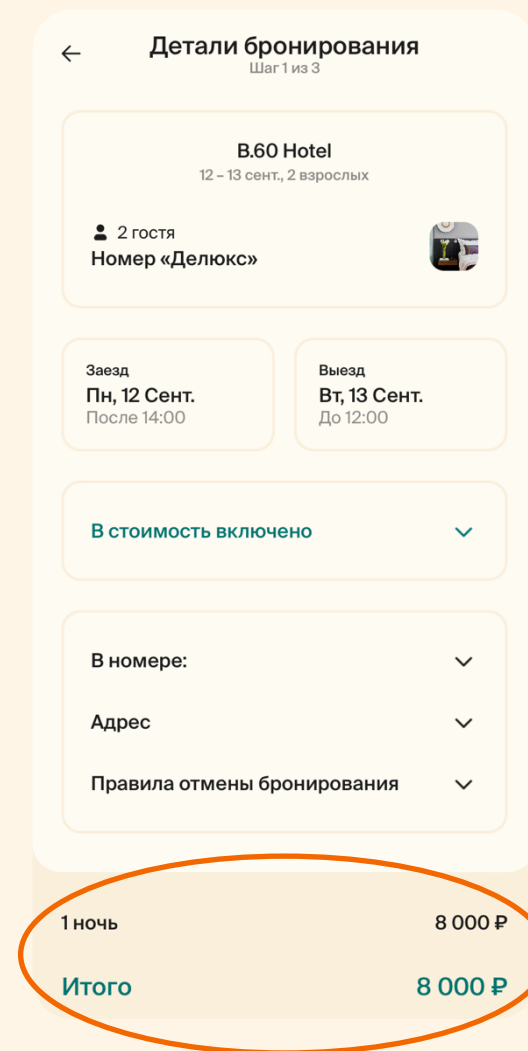 Детали бронирования
Шаг 1 из 3
B.60 Hotel
12 – 13 сент., 2 взрослых
2 гостя
Номер «Делюкс»
Заезд
Пн, 12 Сент.
После 14:00
Выезд
Вт, 13 Сент.
До 12:00
В стоимость включено
В номере:
Адрес
Правила отмены бронирования
1 ночь 8 000 ₽
Итого 8 000 ₽